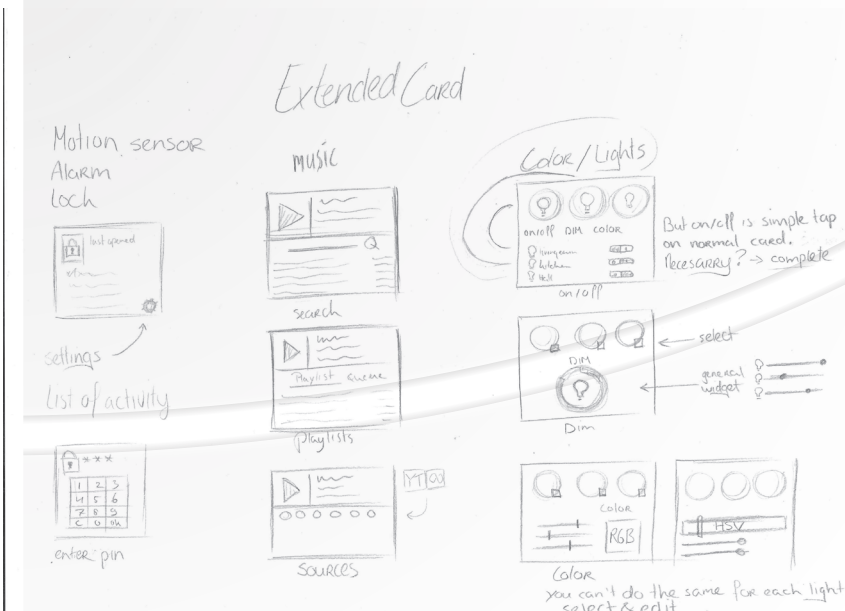 Extended Card
Motion sensor
Alarm
Lock
last opened
settings
List of activity
* * *
1 2 3
4 5 6
7 8 9
C 0 ok
enter pin
music
search
Playlist queue
playlists
YT
sources
Color/Lights
on/off DIM COLOR
kitchen
on/off
But on/off is simple tap
on normal card.
Necesarry? → complete
select
DIM
general
widget
Dim
COLOR
RGB
Color
HSV
you can't do the same for each light
select & edit